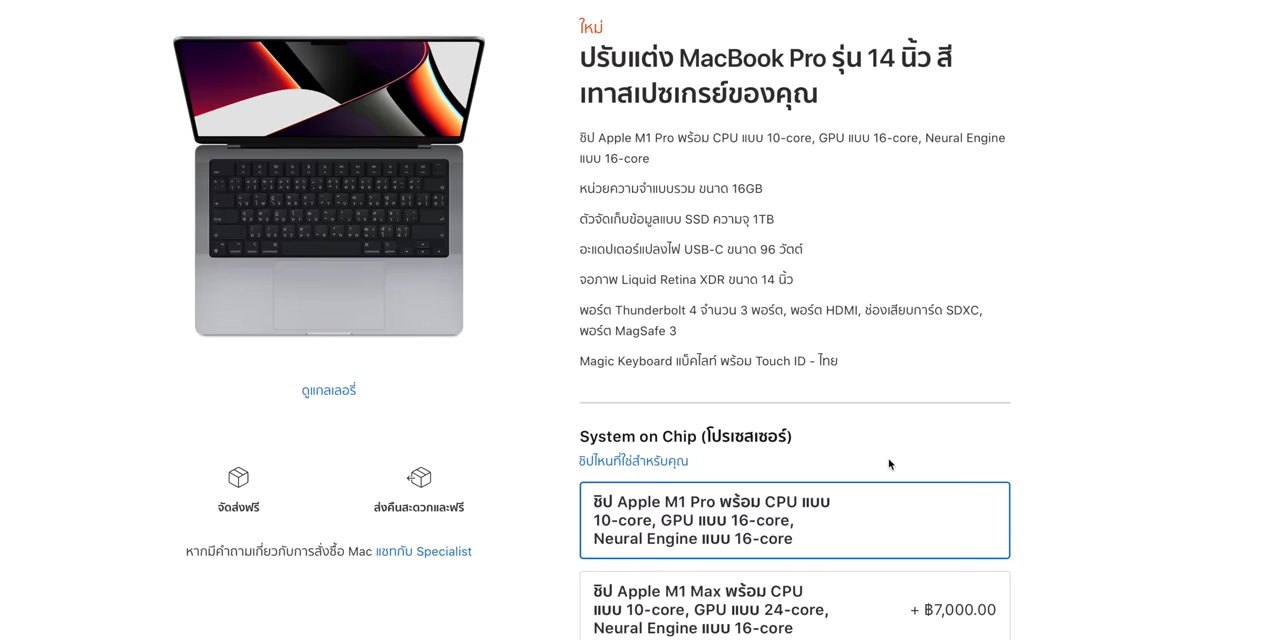 ใหม่
ปรับแต่ง MacBook Pro รุ่น 14 นิ้ว สี
เทาสเปซเกรย์ของคุณ
ชิป Apple M1 Pro พร้อม CPU แบบ 10-core, GPU แบบ 16-core, Neural Engine
แบบ 16-core
หน่วยความจำแบบรวม ขนาด 16GB
ตัวจัดเก็บข้อมูลแบบ SSD ความจุ 1TB
อะแดปเตอร์แปลงไฟ USB-C ขนาด 96 วัตต์
จอภาพ Liquid Retina XDR ขนาด 14 นิ้ว
พอร์ต Thunderbolt 4 จำนวน 3 พอร์ต, พอร์ต HDMI, ช่องเสียบการ์ด SDXC,
พอร์ต MagSafe 3
Magic Keyboard แบ็คไลท์ พร้อม Touch ID - ไทย
ดูแกลเลอรี่
จัดส่งฟรี
ส่งคืนสะดวกและฟรี
หากมีคำถามเกี่ยวกับการสั่งซื้อ Mac แชทกับ Specialist
System on Chip (โปรเซสเซอร์)
ชิปไหนที่ใช่สำหรับคุณ
ชิป Apple M1 Pro พร้อม CPU แบบ
10-core, GPU แบบ 16-core,
Neural Engine แบบ 16-core
ชิป Apple M1 Max พร้อม CPU
แบบ 10-core, GPU แบบ 24-core,
Neural Engine แบบ 16-core
+ ฿7,000.00